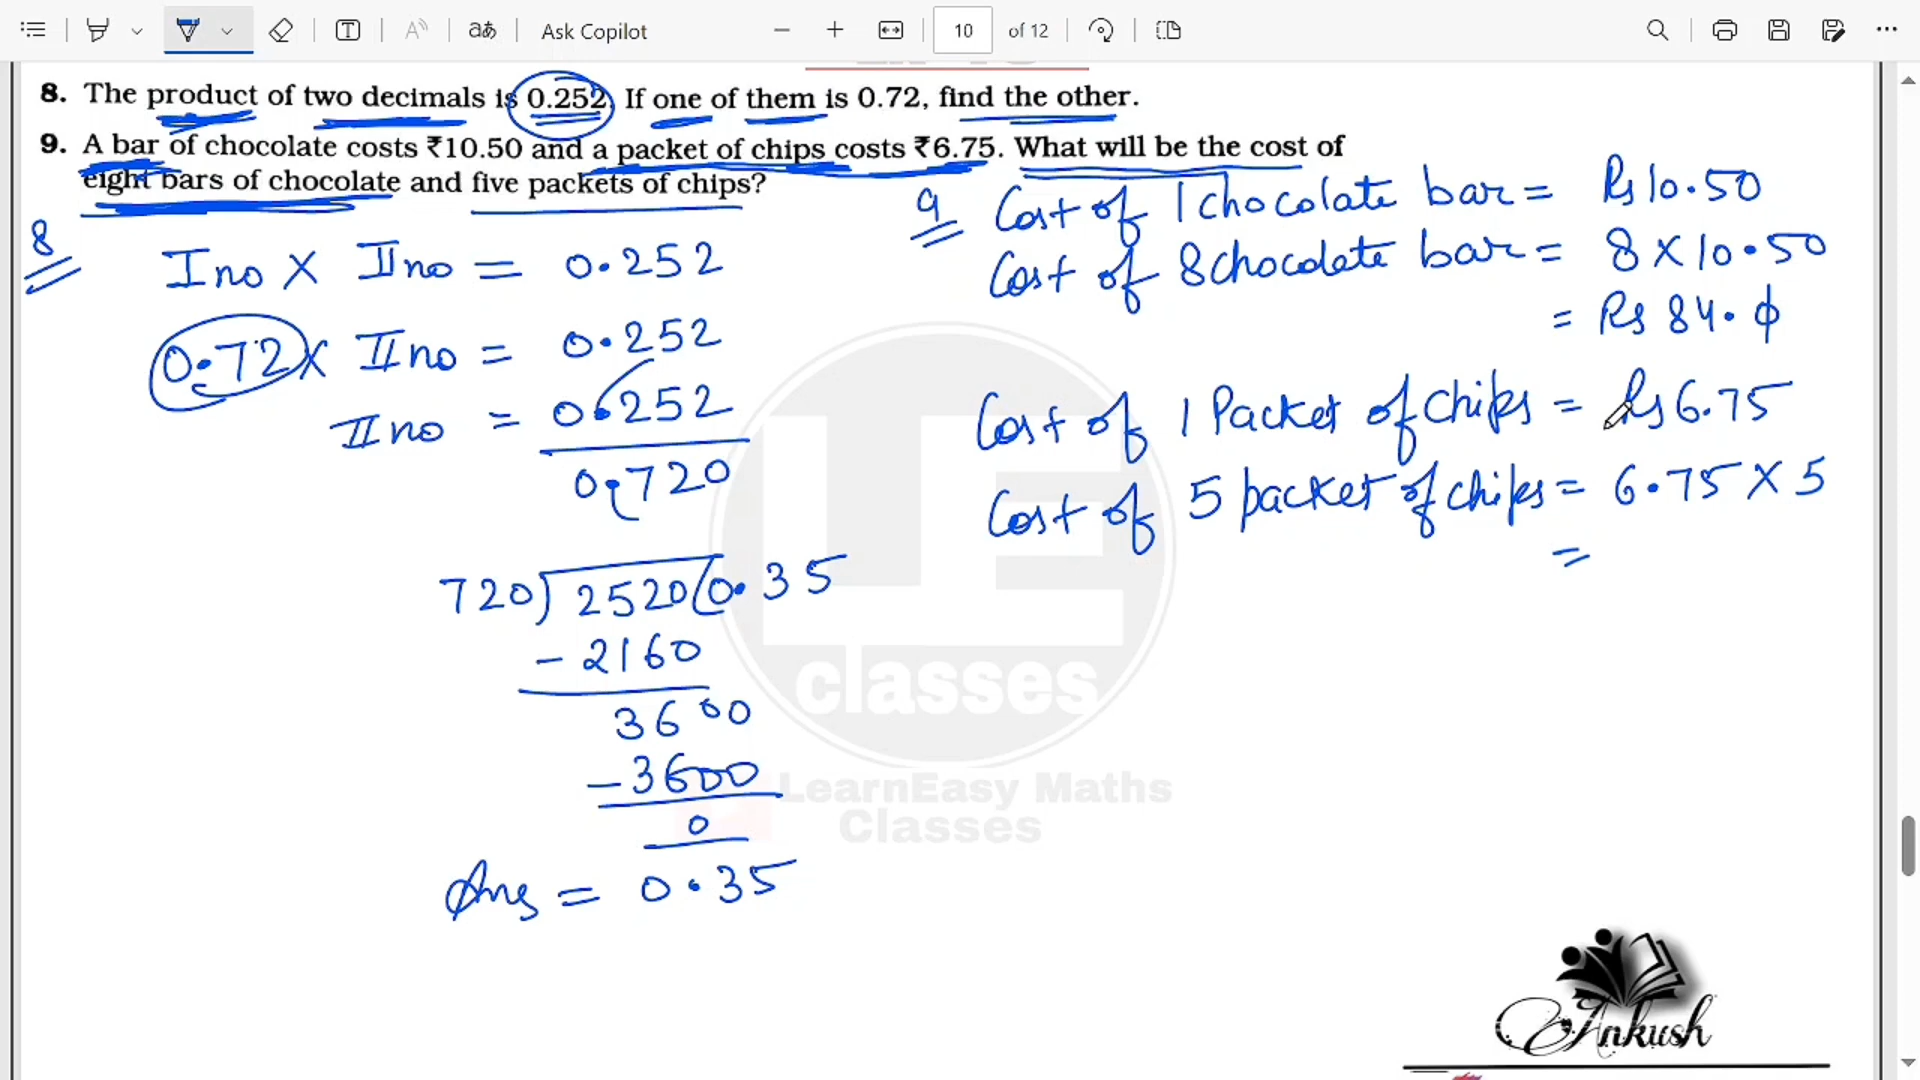 Ask Copilot
10 of 12
8. The product of two decimals is 0.252. If one of them is 0.72, find the other.
9. A bar of chocolate costs ₹10.50 and a packet of chips costs ₹6.75. What will be the cost of
eight bars of chocolate and five packets of chips?
8
I no X II no = 0.252
0.72 X II no = 0.252
II no = 0.252
0.720
720) 2520 (0.35
- 2160
3600
- 3600
0
Ans = 0.35
9 Cost of 1 chocolate bar = Rs 10.50
Cost of 8 chocolate bar = 8 X 10.50
= Rs 84.0
Cost of 1 Packet of chips = Rs 6.75
Cost of 5 packet of chips = 6.75 X 5
=
LE
classes
LearnEasy Maths
Classes
Ankush